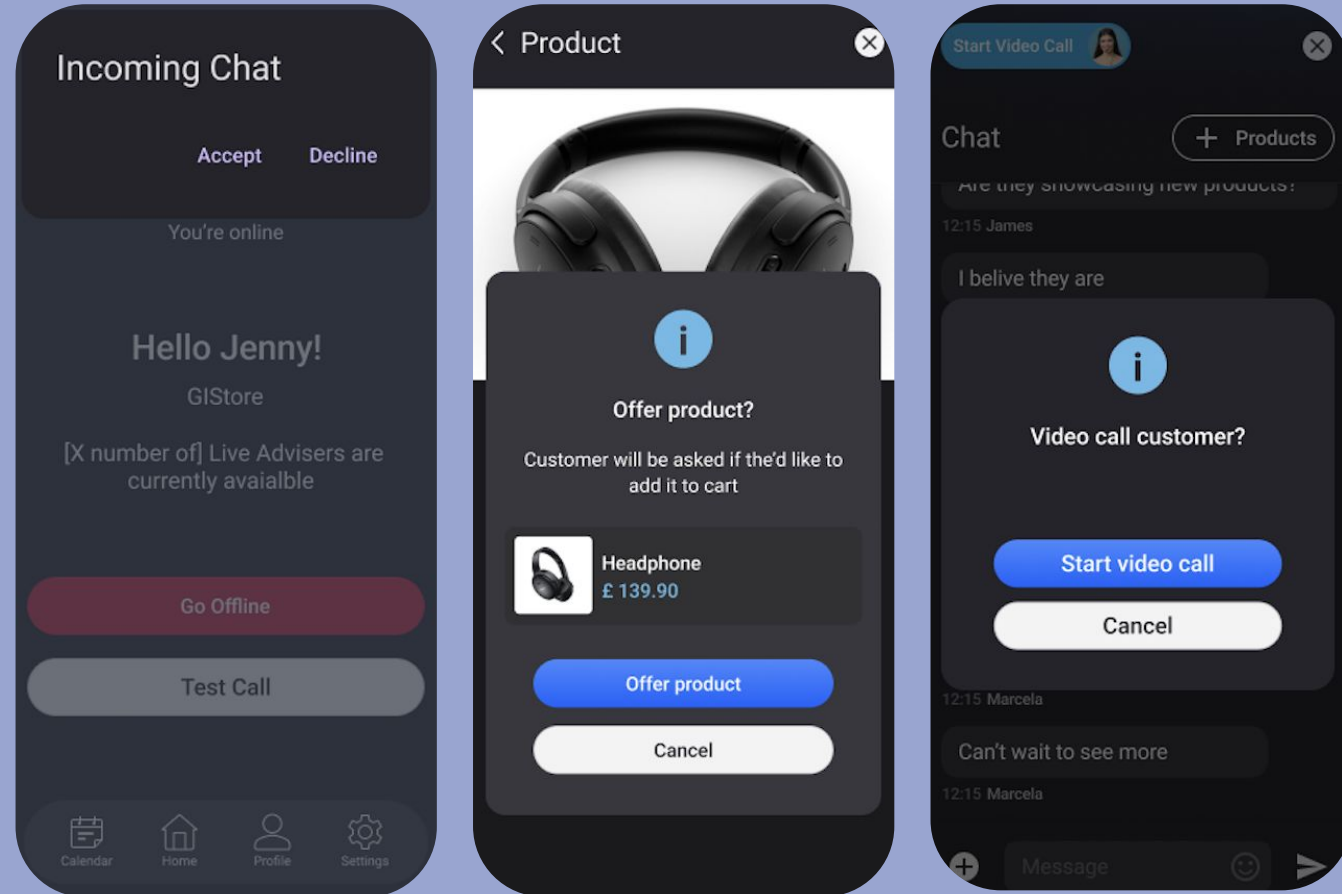 Incoming Chat
Accept Decline
You're online
Hello Jenny!
GIStore
[X number of] Live Advisers are
currently avaialble
Go Offline
Test Call
Calendar Home Profile Settings
Product
i
Offer product?
Customer will be asked if the'd like to
add it to cart
Headphone
£ 139.90
Offer product
Cancel
Start Video Call
Chat
+ Products
Are they showcasing new products?
12:15 James
I belive they are
i
Video call customer?
Start video call
Cancel
12:15 Marcela
Can't wait to see more
12:15 Marcela
Message